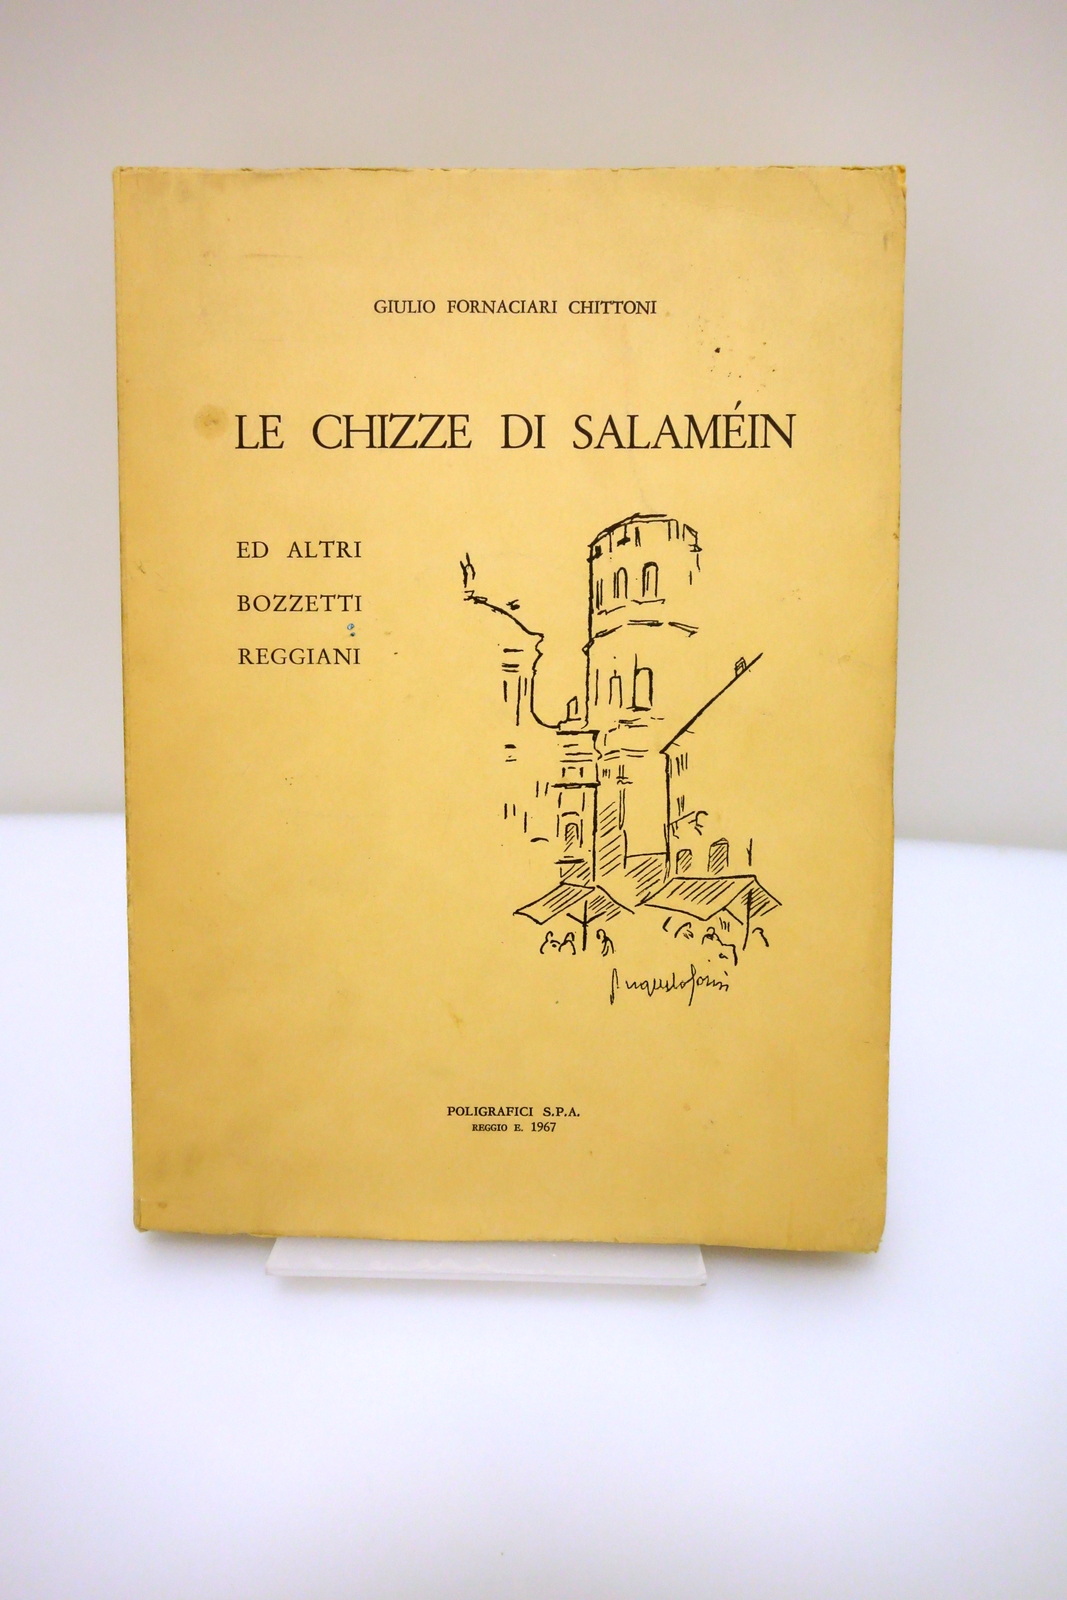 GIULIO FORNACIARI CHITTONI
LE CHIZZE DI SALAMÉIN
ED ALTRI
BOZZETTI
REGGIANI
POLIGRAFICI S.P.A.
REGGIO E. 1967